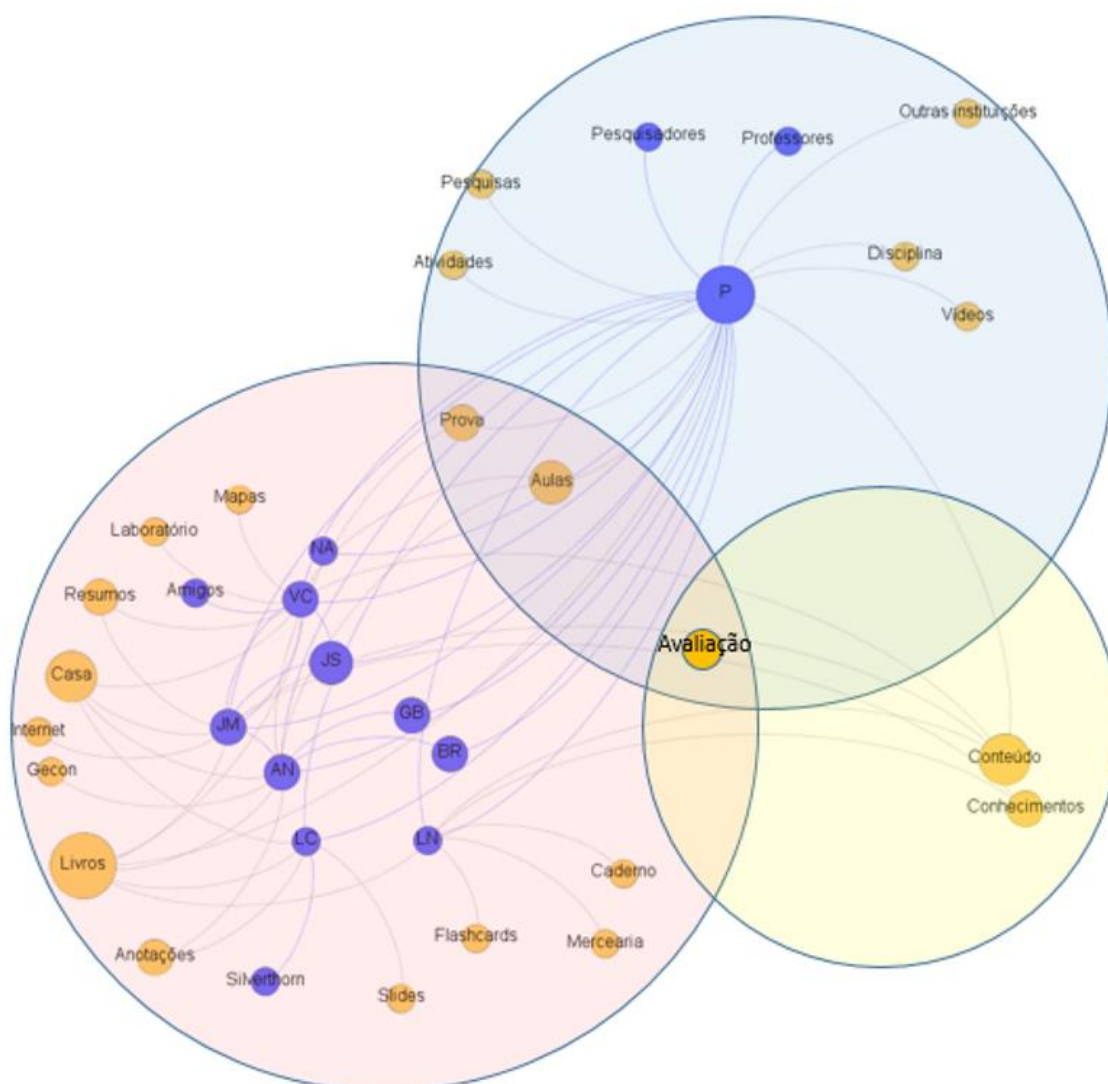 Outras instituições
Pesquisadores
Professores
Pesquisas
Atividades
Disciplina
P
Vídeos
Prova
Aulas
Mapas
Laboratório
NA
Amigos
Resumos
VC
Avaliação
JS
Casa
GB
JM
Internet
BR
Conteúdo
Gecon
AN
Conhecimentos
LC
LN
Livros
Caderno
Flashcards
Mercearia
Anotações
Silverthorn
Slides